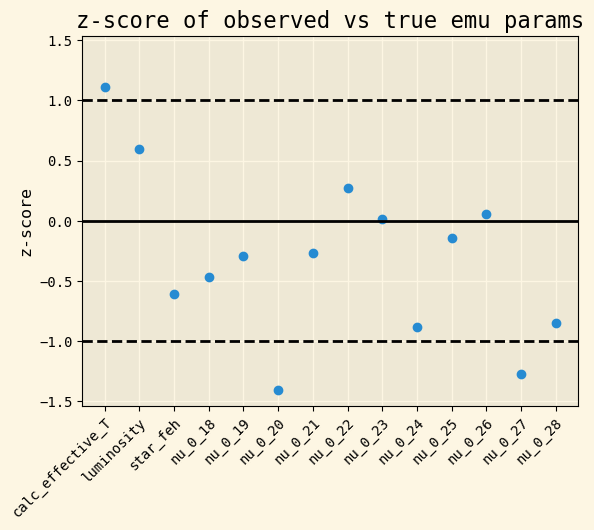 z-score of observed vs true emu params
z-score
1.5
1.0
0.5
0.0
−0.5
−1.0
−1.5
calc_effective_T
luminosity
star_feh
nu_0_18
nu_0_19
nu_0_20
nu_0_21
nu_0_22
nu_0_23
nu_0_24
nu_0_25
nu_0_26
nu_0_27
nu_0_28